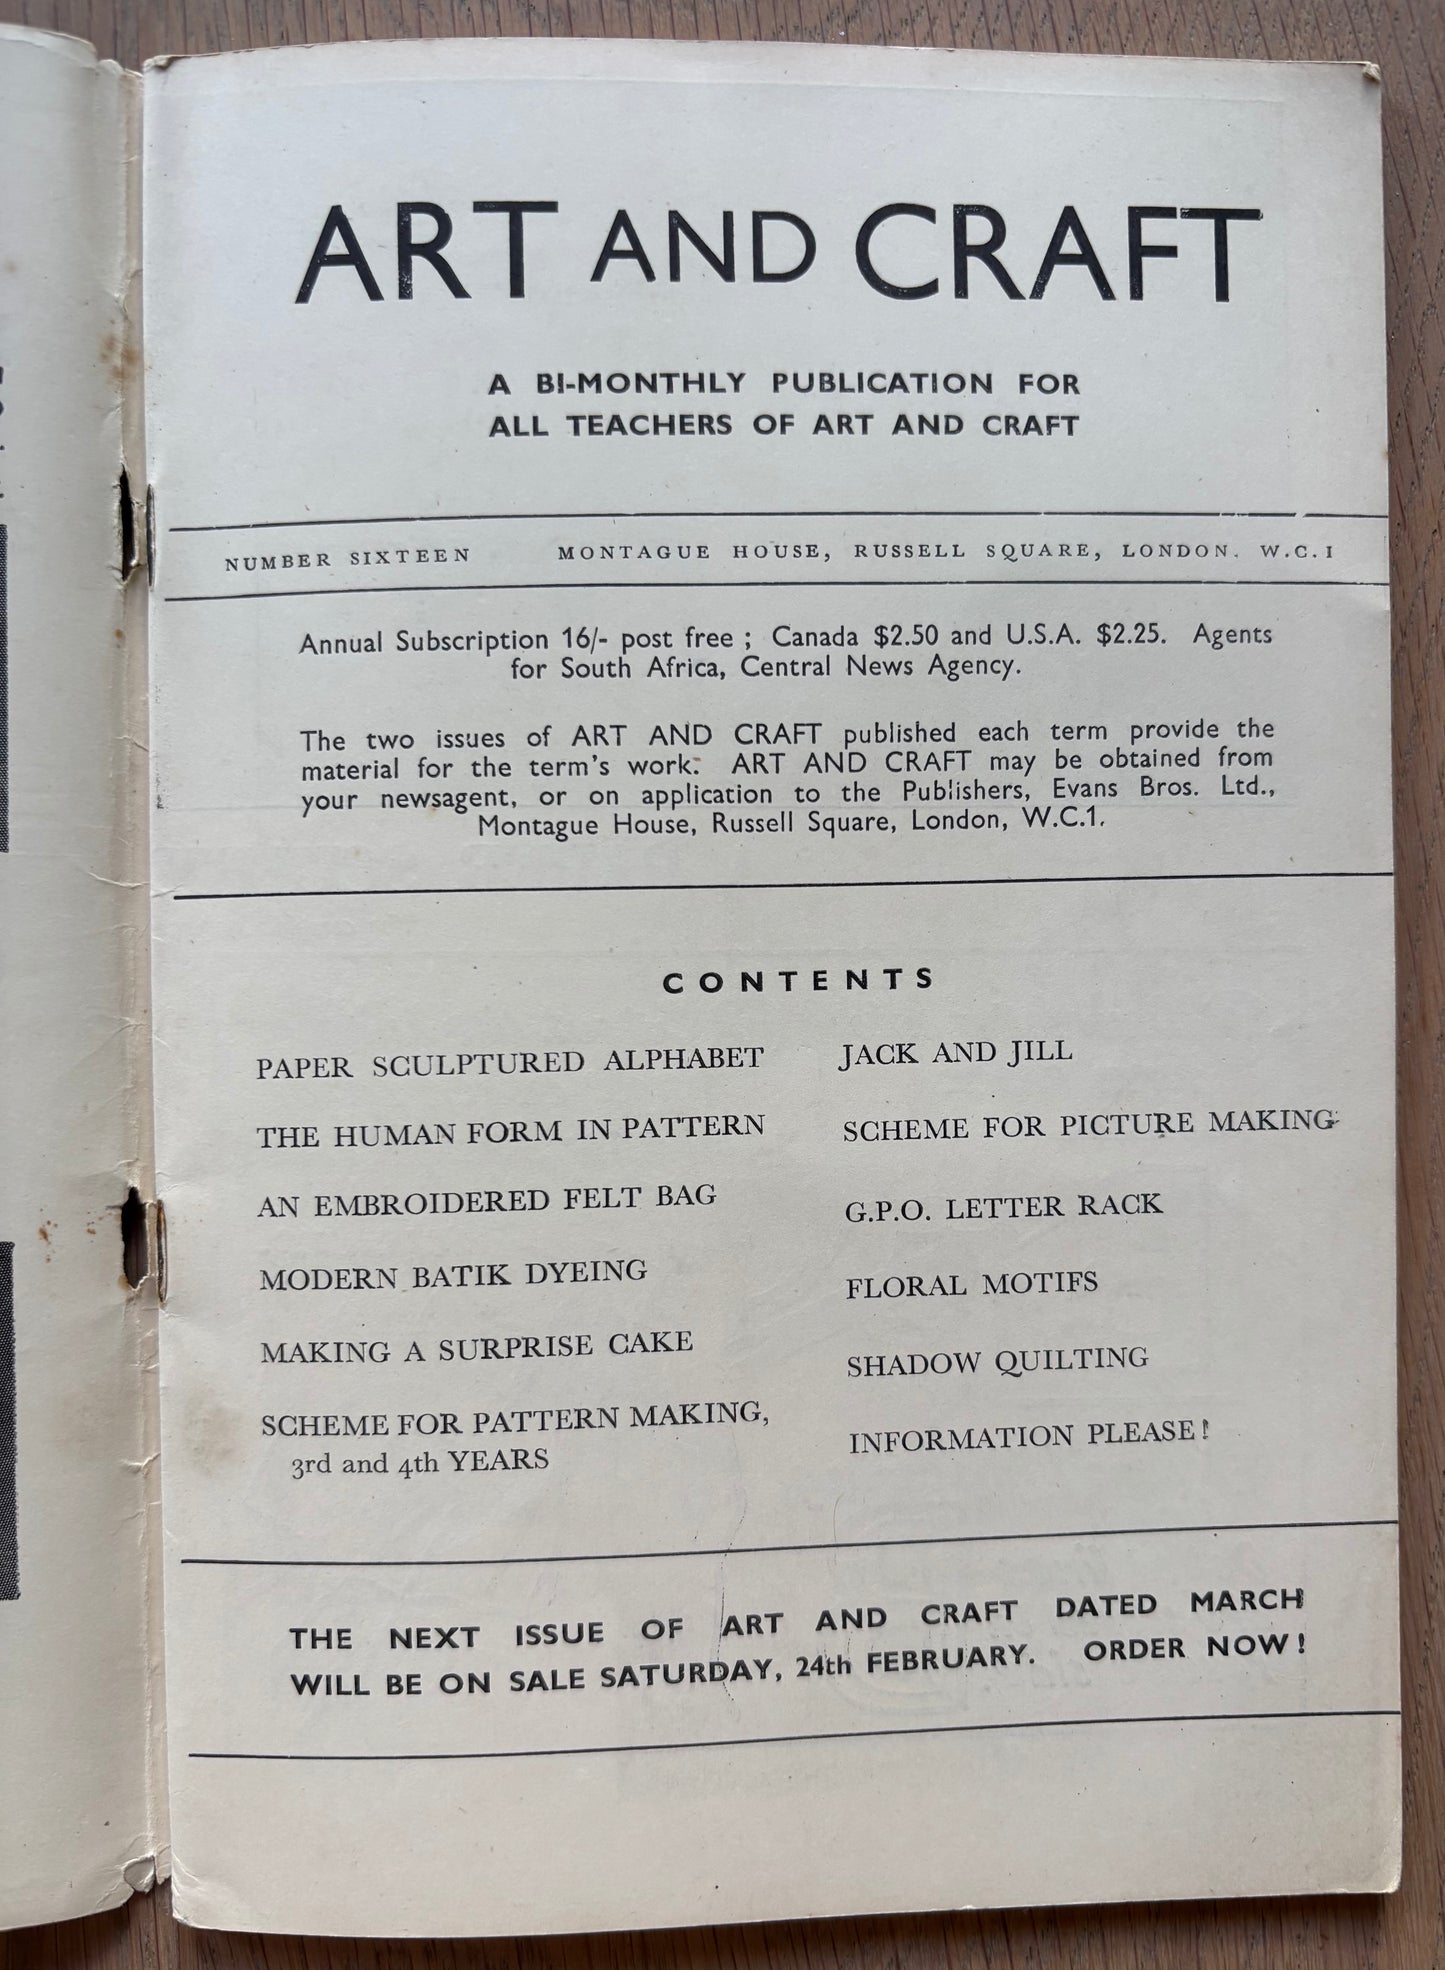 ART AND CRAFT
A BI-MONTHLY PUBLICATION FOR
ALL TEACHERS OF ART AND CRAFT
NUMBER SIXTEEN MONTAGUE HOUSE, RUSSELL SQUARE, LONDON. W.C.1
Annual Subscription 16/- post free ; Canada $2.50 and U.S.A. $2.25. Agents
for South Africa, Central News Agency.
The two issues of ART AND CRAFT published each term provide the
material for the term's work. ART AND CRAFT may be obtained from
your newsagent, or on application to the Publishers, Evans Bros. Ltd.,
Montague House, Russell Square, London, W.C.1.
CONTENTS
PAPER SCULPTURED ALPHABET
THE HUMAN FORM IN PATTERN
AN EMBROIDERED FELT BAG
MODERN BATIK DYEING
MAKING A SURPRISE CAKE
SCHEME FOR PATTERN MAKING,
3rd and 4th YEARS
JACK AND JILL
SCHEME FOR PICTURE MAKING
G.P.O. LETTER RACK
FLORAL MOTIFS
SHADOW QUILTING
INFORMATION PLEASE!
THE NEXT ISSUE OF ART AND CRAFT DATED MARCH
WILL BE ON SALE SATURDAY, 24th FEBRUARY. ORDER NOW!